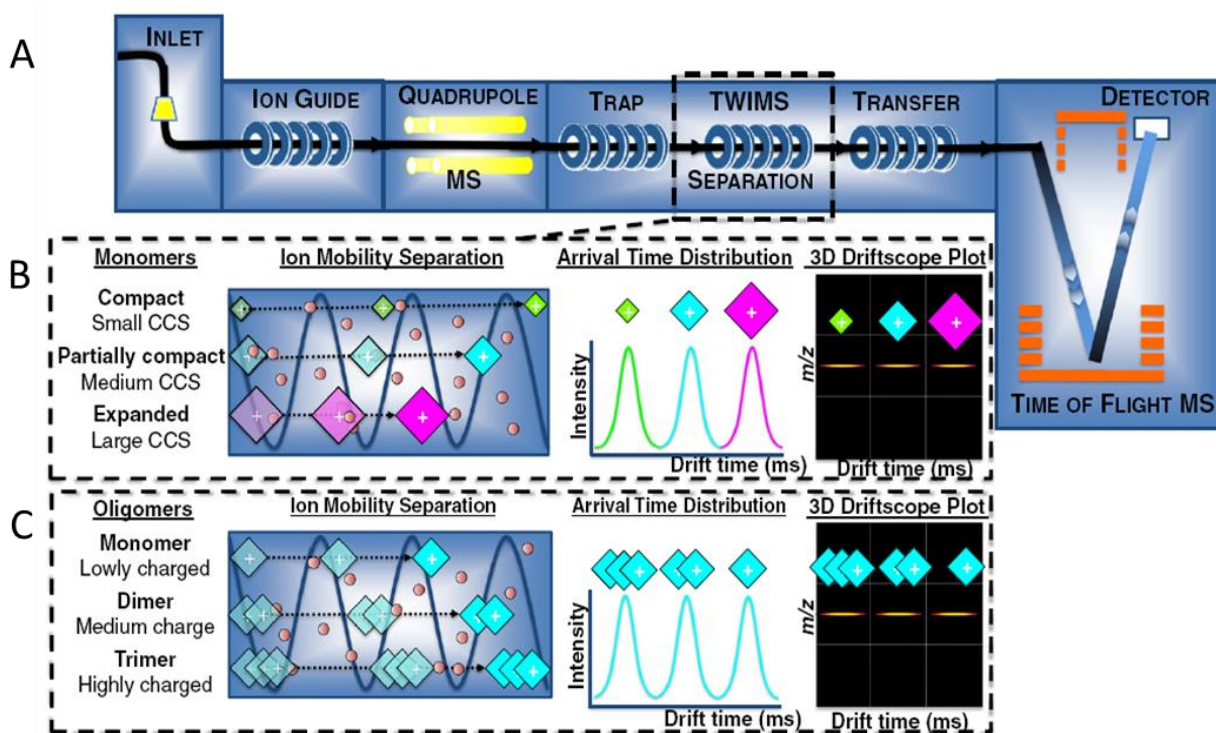 A
INLET
ION GUIDE
QUADRUPOLE
MS
TRAP
TWIMS
SEPARATION
TRANSFER
DETECTOR
TIME OF FLIGHT MS
B
Monomers
Ion Mobility Separation
Arrival Time Distribution
3D Driftscope Plot
Compact
Small CCS
Partially compact
Medium CCS
Expanded
Large CCS
+
+
+
+
+
+
+
+
+
Intensity
+
+
+
Drift time (ms)
m/z
+
+
+
Drift time (ms)
C
Oligomers
Ion Mobility Separation
Arrival Time Distribution
3D Driftscope Plot
Monomer
Lowly charged
Dimer
Medium charge
Trimer
Highly charged
+
+
+
+
+
+
+
+
+
Intensity
+
+
+
Drift time (ms)
m/z
+
+
+
Drift time (ms)